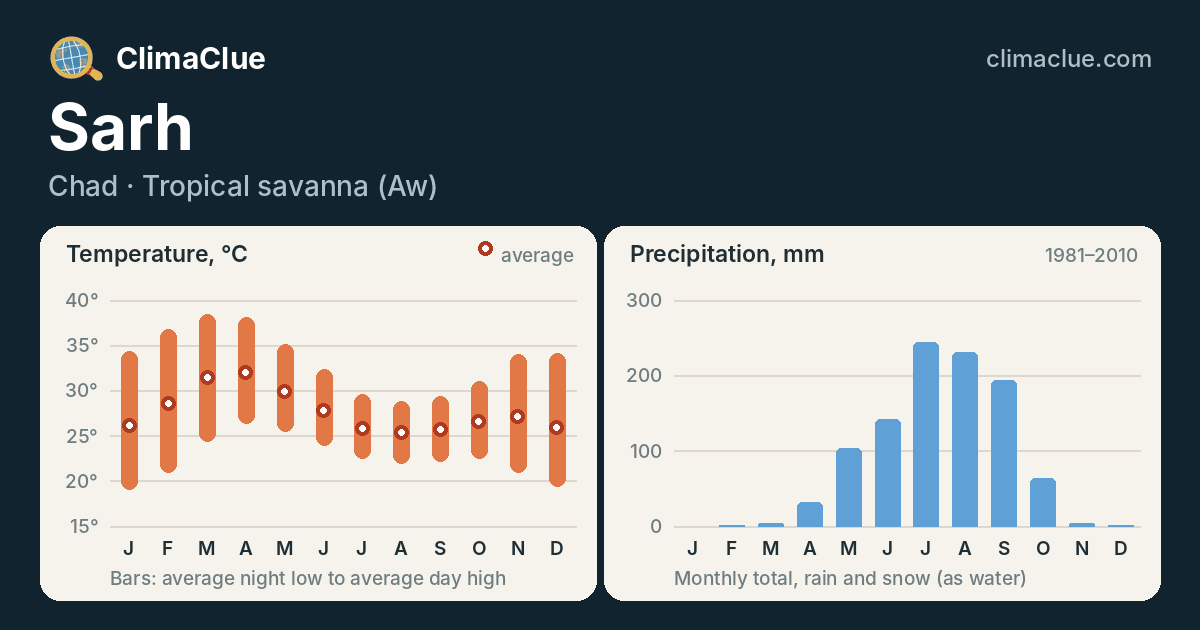 ClimaClue
climaclue.com
Sarh
Chad · Tropical savanna (Aw)
Temperature, °C
average
40°
35°
30°
25°
20°
15°
J F M A M J J A S O N D
Bars: average night low to average day high
Precipitation, mm
1981–2010
300
200
100
0
J F M A M J J A S O N D
Monthly total, rain and snow (as water)